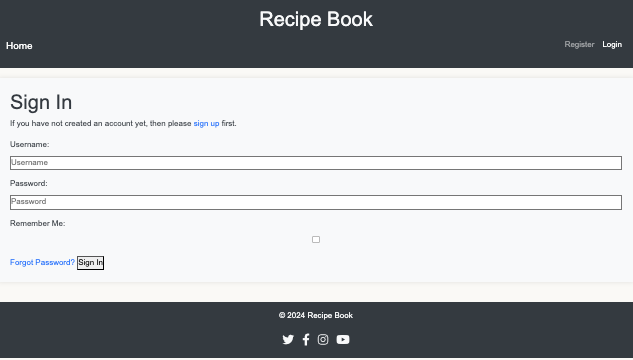 Recipe Book
Home Register Login
Sign In
If you have not created an account yet, then please sign up first.
Username:
Username
Password:
Password
Remember Me:
Forgot Password? Sign In
© 2024 Recipe Book